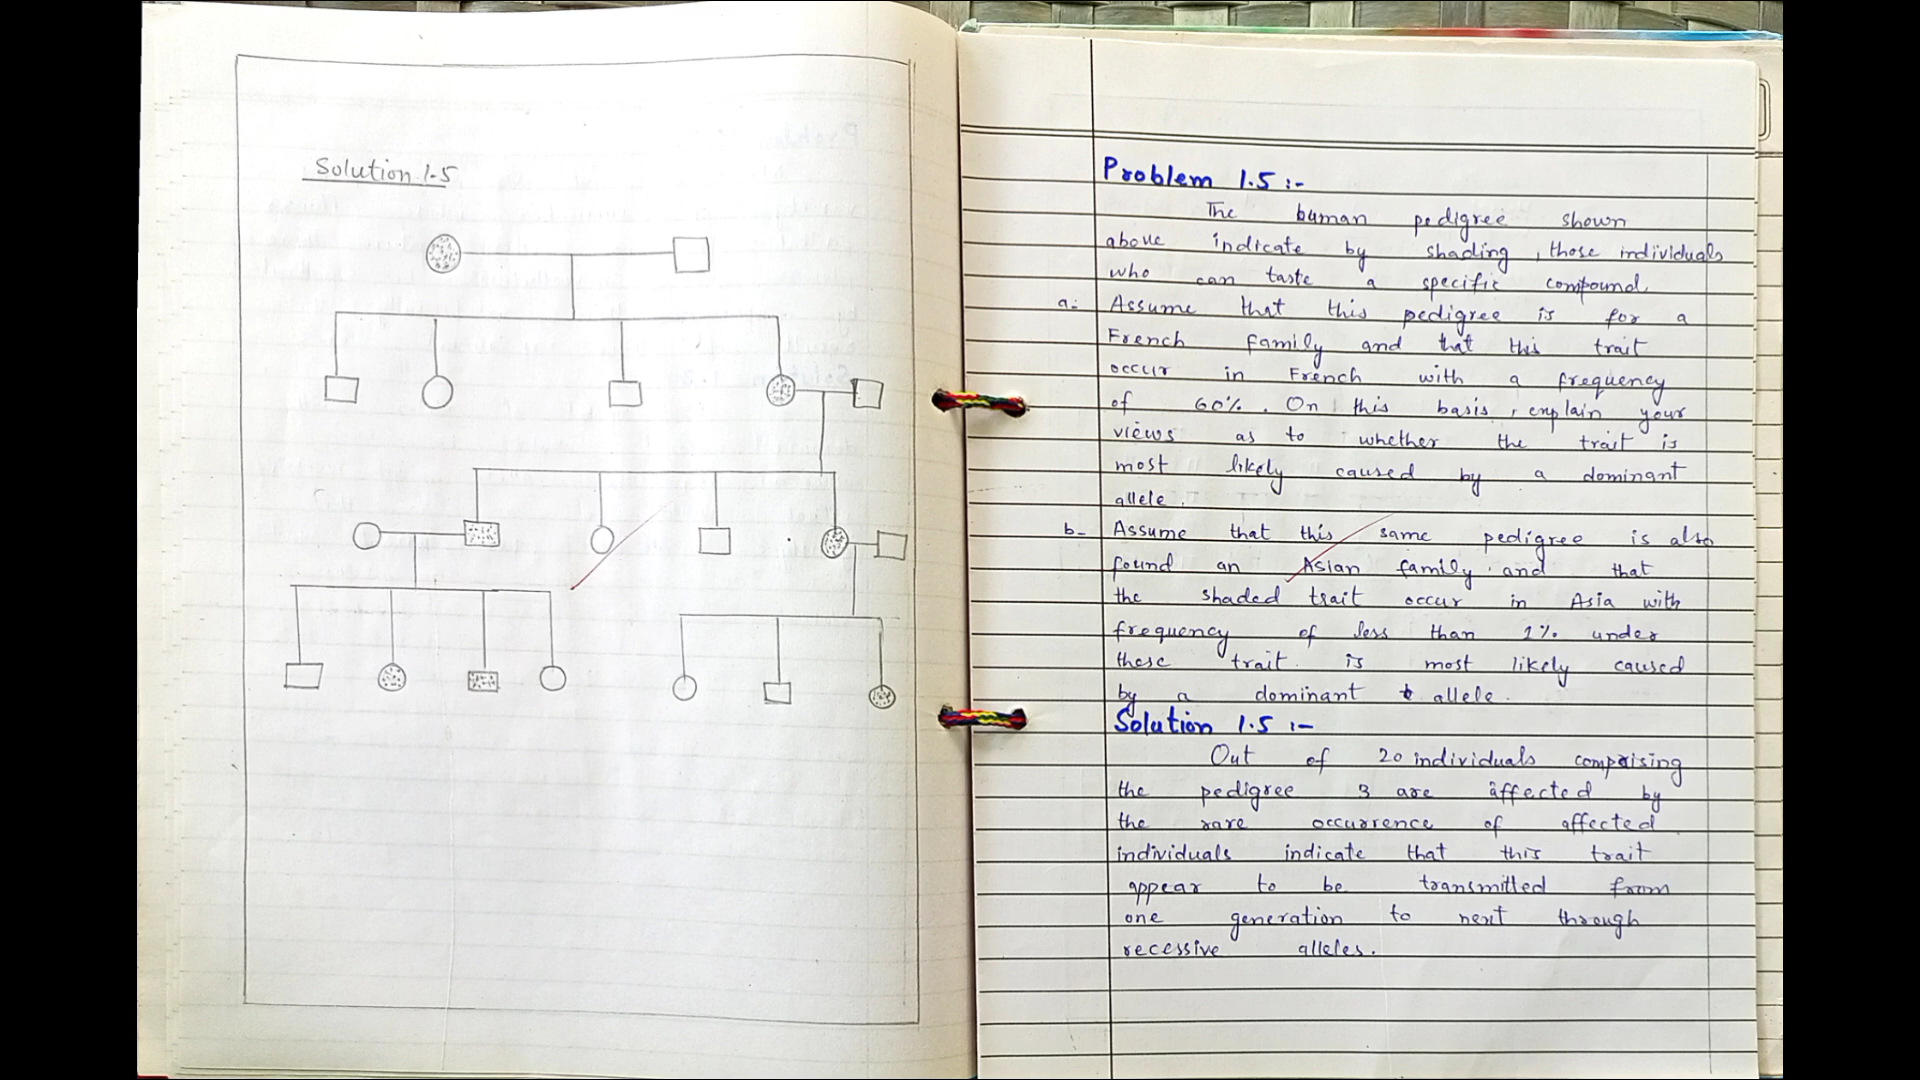 Solution 1.5
Problem 1.5 :-
The human pedigree shown
above indicate by shading , those individuals
who can taste a specific compound
a:- Assume that this pedigree is for a
French family and that this trait
occur in French with a frequency
of 60% . On this basis , explain your
views as to whether the trait is
most likely caused by a dominant
allele .
b- Assume that this same pedigree is also
found an Asian family and that
the shaded trait occur in Asia with
frequency of less than 1% under
these trait is most likely caused
by a dominant allele .
Solution 1.5 :-
Out of 20 individuals comprising
the pedigree 3 are affected by
the rare occurrence of affected
individuals indicate that this trait
appear to be transmitted from
one generation to next through
recessive alleles .